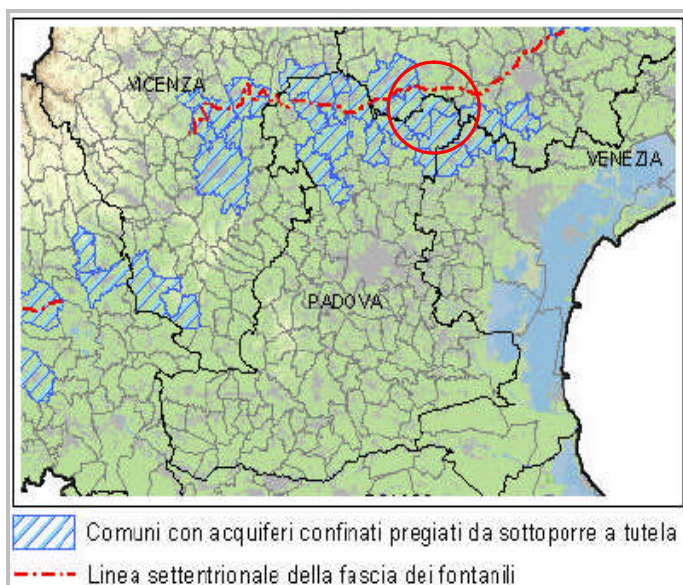 VICENZA
VENEZIA
PADOVA
Comuni con acquiferi confinati pregiati da sottoporre a tutela
Linea settentrionale della fascia dei fontanili